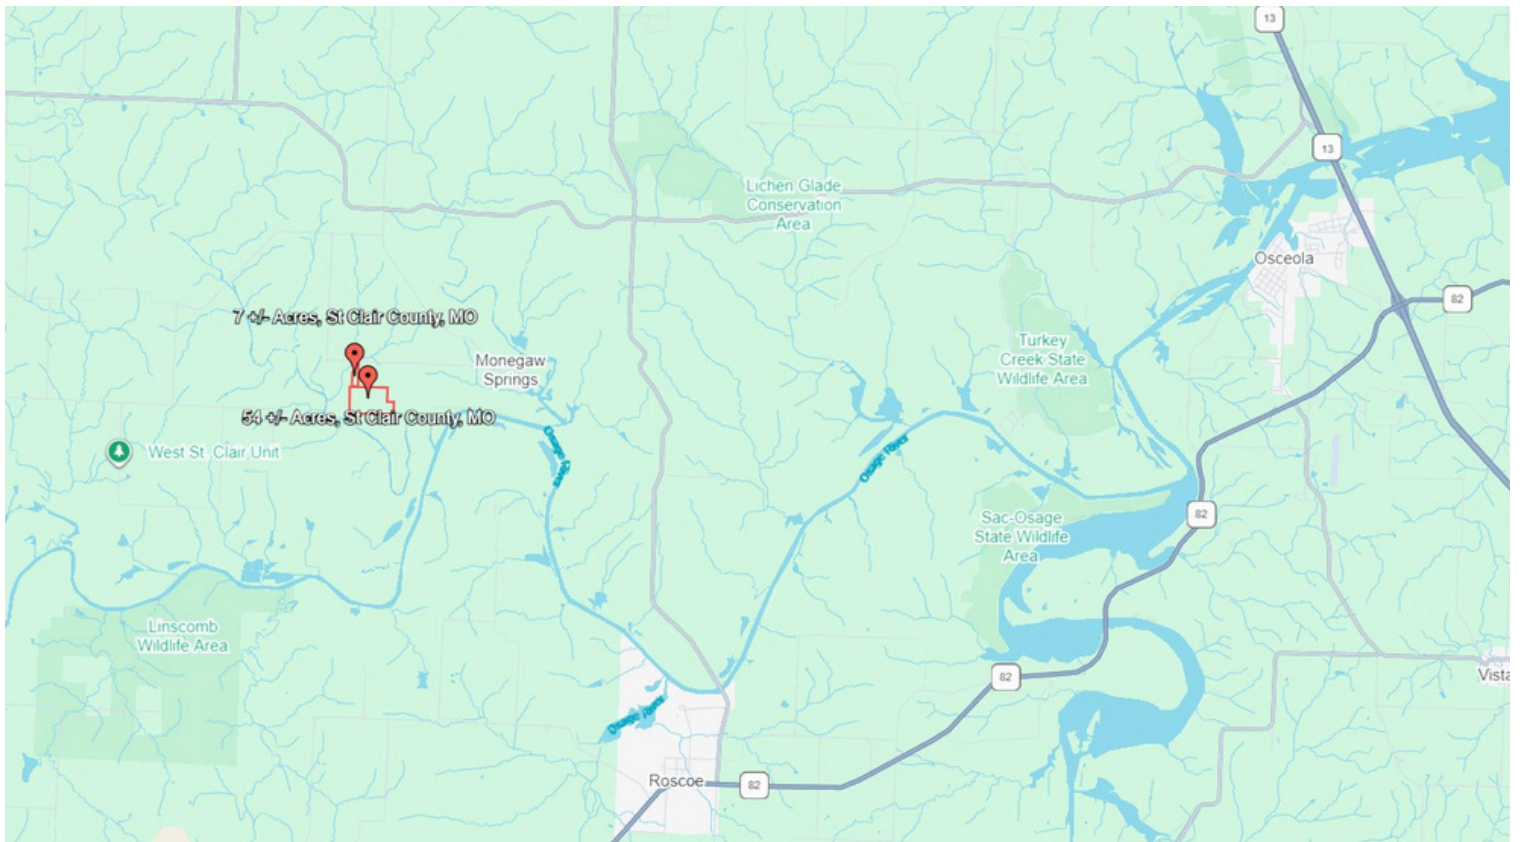 13
13
Lichen Glade
Conservation
Area
Osceola
82
7 +/- Acres, St Clair County, MO
Monegaw
Springs
Turkey
Creek State
Wildlife Area
54 +/- Acres, St Clair County, MO
West St. Clair Unit
Osage River
Osage River
Sac-Osage
State Wildlife
Area
82
Linscomb
Wildlife Area
82
Vista
Osage River
Roscoe
82